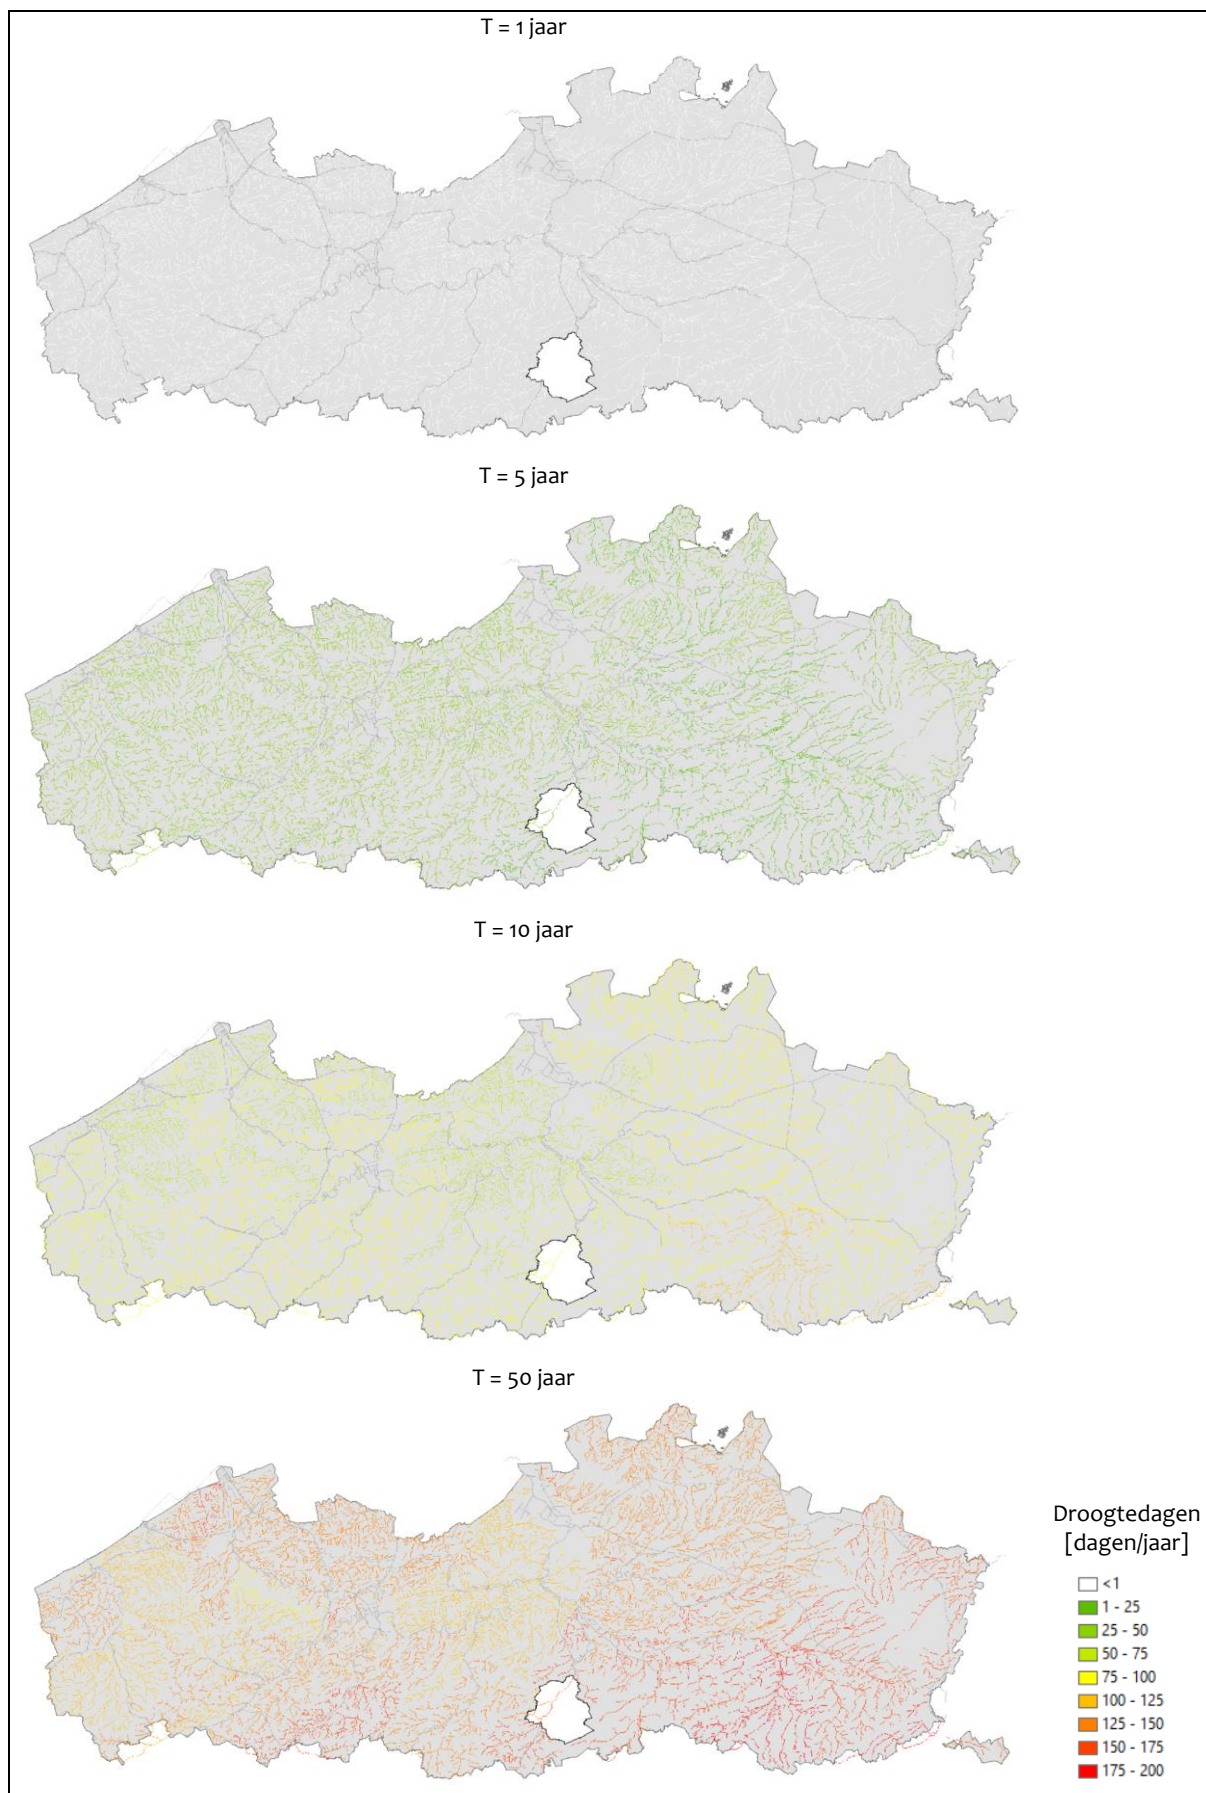 T = 1 jaar
T = 5 jaar
T = 10 jaar
T = 50 jaar
Droogtedagen
[dagen/jaar]
<1
1 - 25
25 - 50
50 - 75
75 - 100
100 - 125
125 - 150
150 - 175
175 - 200